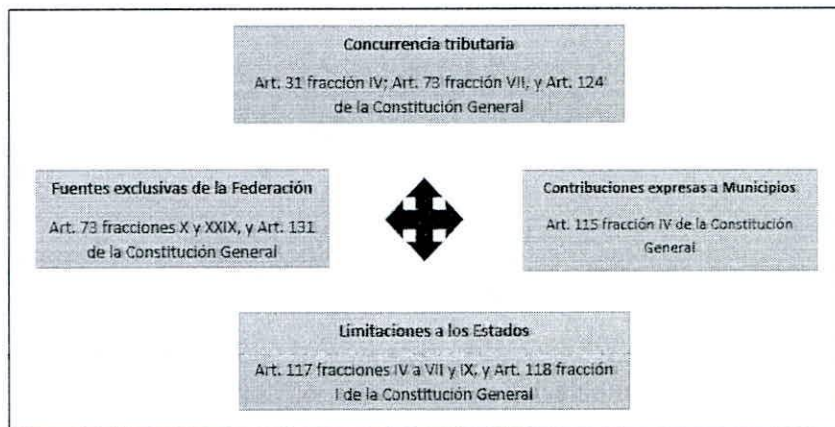 Concurrencia tributaria
Art. 31 fracción IV; Art. 73 fracción VII, y Art. 124
de la Constitución General
Fuentes exclusivas de la Federación
Art. 73 fracciones X y XXIX, y Art. 131
de la Constitución General
Contribuciones expresas a Municipios
Art. 115 fracción IV de la Constitución
General
Limitaciones a los Estados
Art. 117 fracciones IV a VII y IX, y Art. 118 fracción
I de la Constitución General